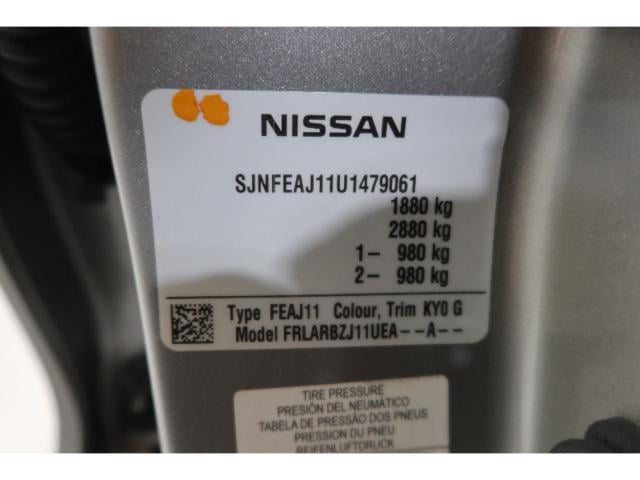 NISSAN
SJNFEAJ11U1479061
1880 kg
2880 kg
1– 980 kg
2– 980 kg
Type FEAJ11 Colour, Trim KY0 G
Model FRLARBZJ11UEA--A--
TIRE PRESSURE
PRESIÓN DEL NEUMÁTICO
TABELA DE PRESSÃO DOS PNEUS
PRESSION DU PNEU
REIFENLUFTDRUCK